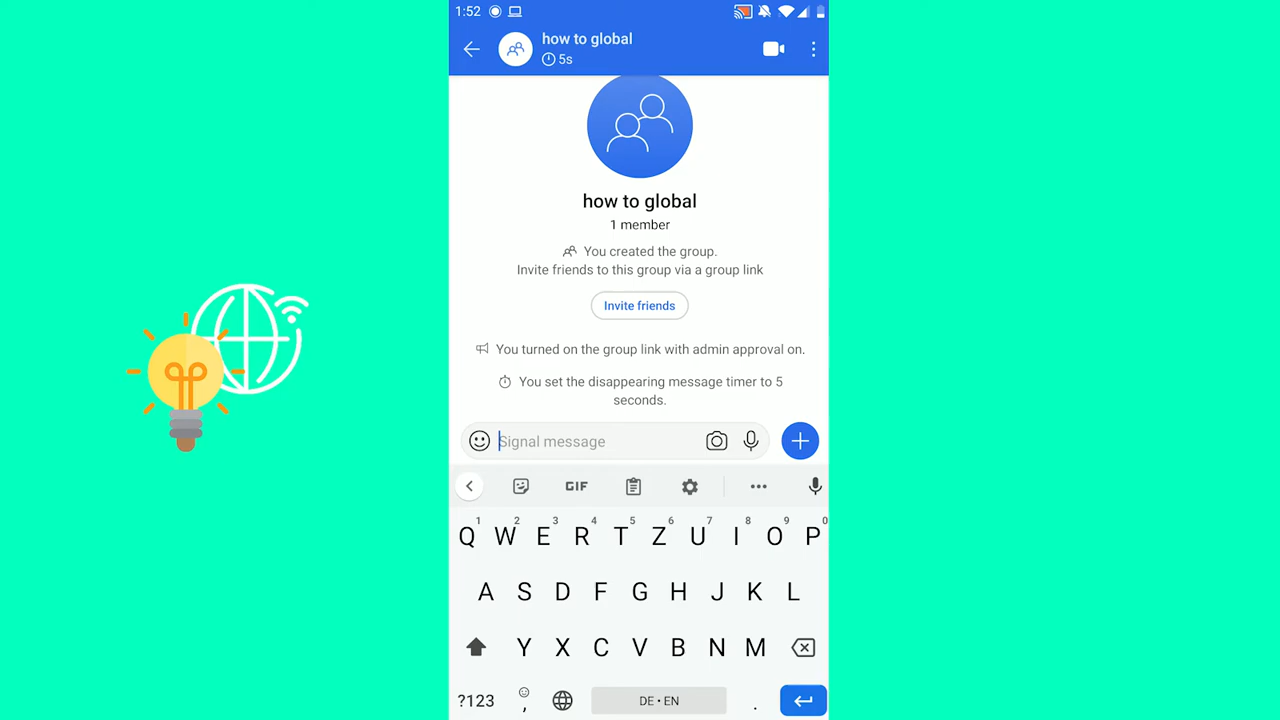 1:52
how to global
5s
how to global
1 member
You created the group.
Invite friends to this group via a group link
Invite friends
You turned on the group link with admin approval on.
You set the disappearing message timer to 5
seconds.
Signal message
GIF
1 2 3 4 5 6 7 8 9 0
Q W E R T Z U I O P
A S D F G H J K L
Y X C V B N M
?123 , DE • EN .